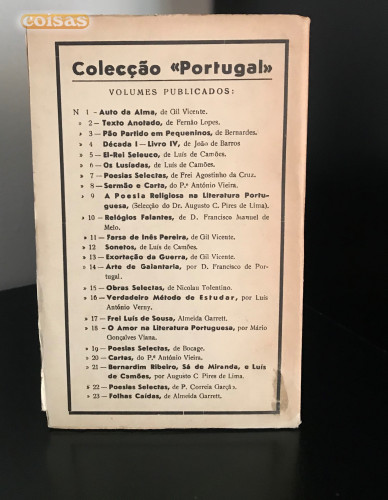 coisas
Colecção «Portugal»
VOLUMES PUBLICADOS:
N 1 – Auto da Alma, de Gil Vicente.
» 2 – Texto Anotado, de Fernão Lopes.
» 3 – Pão Partido em Pequeninos, de Bernardes.
» 4 Década I – Livro IV, de João de Barros
» 5 – El-Rei Seleuco, de Luís de Camões.
» 6 – Os Lusíadas, de Luís de Camões.
» 7 – Poesias Selectas, de Frei Agostinho da Cruz.
» 8 – Sermão e Carta, do P.ª António Vieira.
» 9 A Poesia Religiosa na Literatura Portu-
guesa, (Selecção do Dr. Augusto C. Pires de Lima),
» 10 – Relógios Falantes, de D. Francisco Manuel de
Melo.
» 11 – Farsa de Inês Pereira, de Gil Vicente.
» 12 Sonetos, de Luís de Camões.
» 13 – Exortação da Guerra, de Gil Vicente.
» 14 – Arte de Galantaria, por D. Francisco de Por-
tugal.
» 15 – Obras Selectas, de Nicolau Tolentino.
» 16 – Verdadeiro Método de Estudar, por Luís
António Verny.
» 17 – Frei Luís de Sousa, Almeida Garrett.
» 18 – O Amor na Literatura Portuguesa, por Mário
Gonçalves Viana.
» 19 – Poesias Selectas, de Bocage.
» 20 – Cartas, do P.ª António Vieira.
» 21 – Bernardim Ribeiro, Sá de Miranda, e Luís
de Camões, por Augusto C Pires de Lima.
» 22 – Poesias Selectas, de P. Correia Garção.
» 23 – Folhas Caídas, de Almeida Garrett.